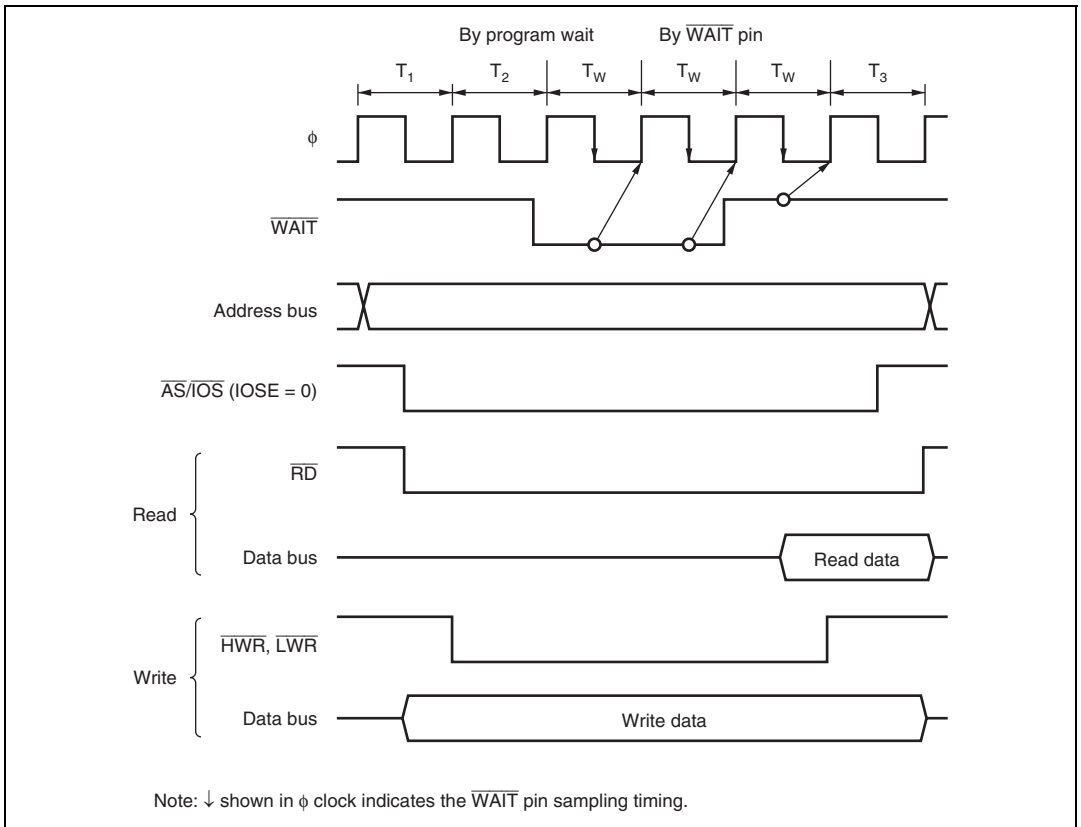 By program wait By WAIT pin
T1 T2 TW TW TW T3
ϕ
WAIT
Address bus
AS/IOS (IOSE = 0)
RD
Read
Data bus Read data
HWR, LWR
Write
Data bus Write data
Note: ↓ shown in ϕ clock indicates the WAIT pin sampling timing.